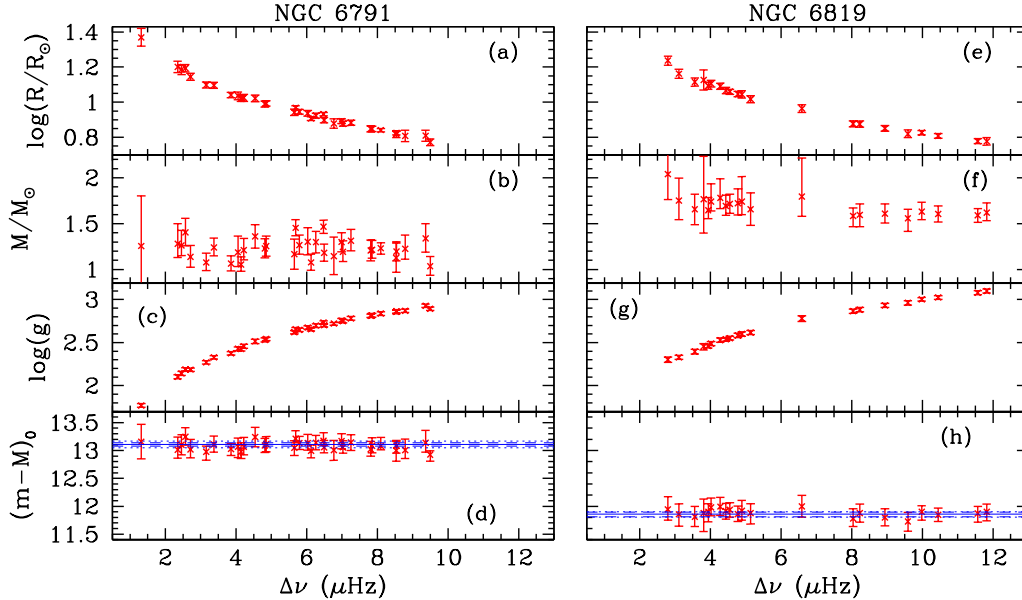 NGC 6791 NGC 6819
log(R/R⊙)
1.4
1.2
1
0.8
(a)
(e)
M/M⊙
2
1.5
1
(b)
(f)
log(g)
3
2.5
2
(c)
(g)
(m−M)₀
13.5
13
12.5
12
11.5
(d)
(h)
2 4 6 8 10 12
2 4 6 8 10 12
Δν (μHz) Δν (μHz)